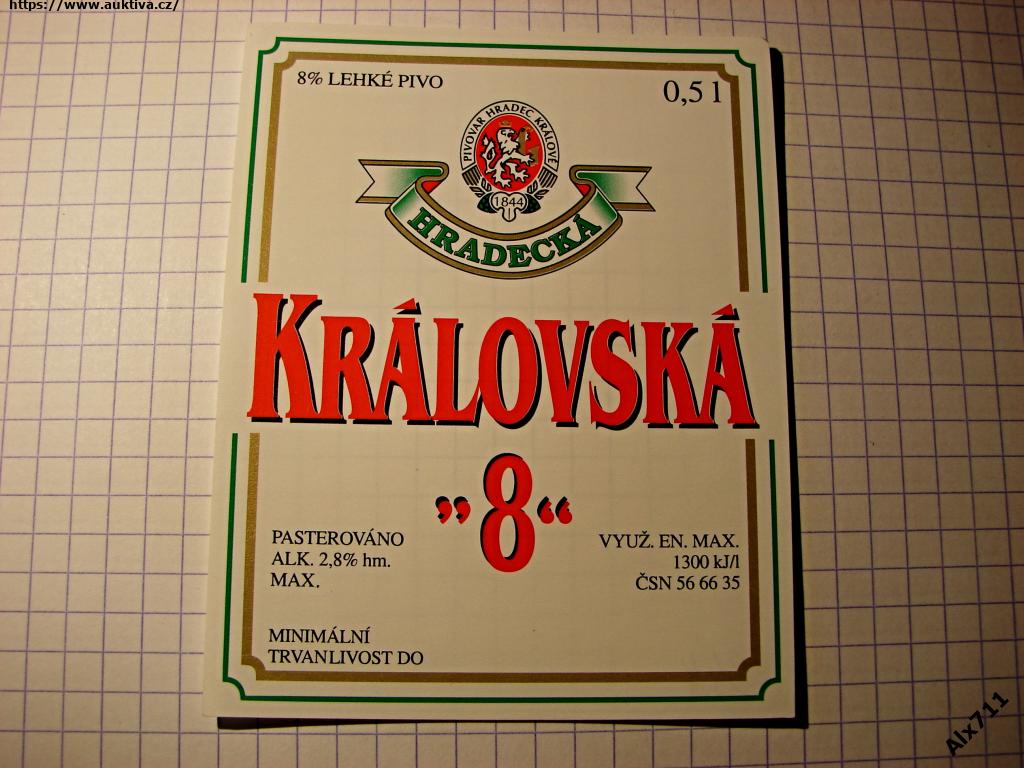 https://www.auktiva.cz/
8% LEHKÉ PIVO
0,5 l
PIVOVAR HRADEC KRÁLOVÉ
1844
HRADECKÁ
KRÁLOVSKÁ
”8“
PASTEROVÁNO
ALK. 2,8% hm.
MAX.
VYUŽ. EN. MAX.
1300 kJ/l
ČSN 56 66 35
MINIMÁLNÍ
TRVANLIVOST DO
Alx711